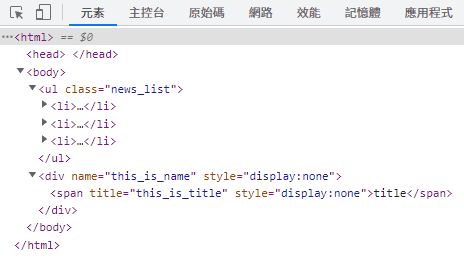 元素 主控台 原始碼 網路 效能 記憶體 應用程式
⋯<html> == $0
<head> </head>
▼<body>
▼<ul class="news_list">
▶<li>…</li>
▶<li>…</li>
▶<li>…</li>
</ul>
▼<div name="this_is_name" style="display:none">
<span title="this_is_title" style="display:none">title</span>
</div>
</body>
</html>